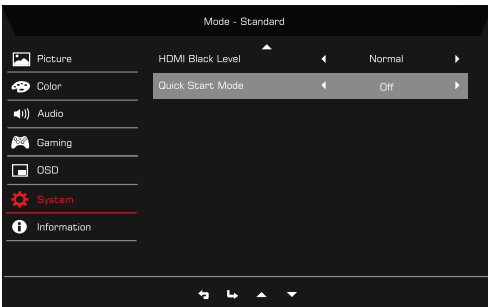 Mode - Standard
Picture
HDMI Black Level Normal
Color
Quick Start Mode Off
Audio
Gaming
OSD
System
Information